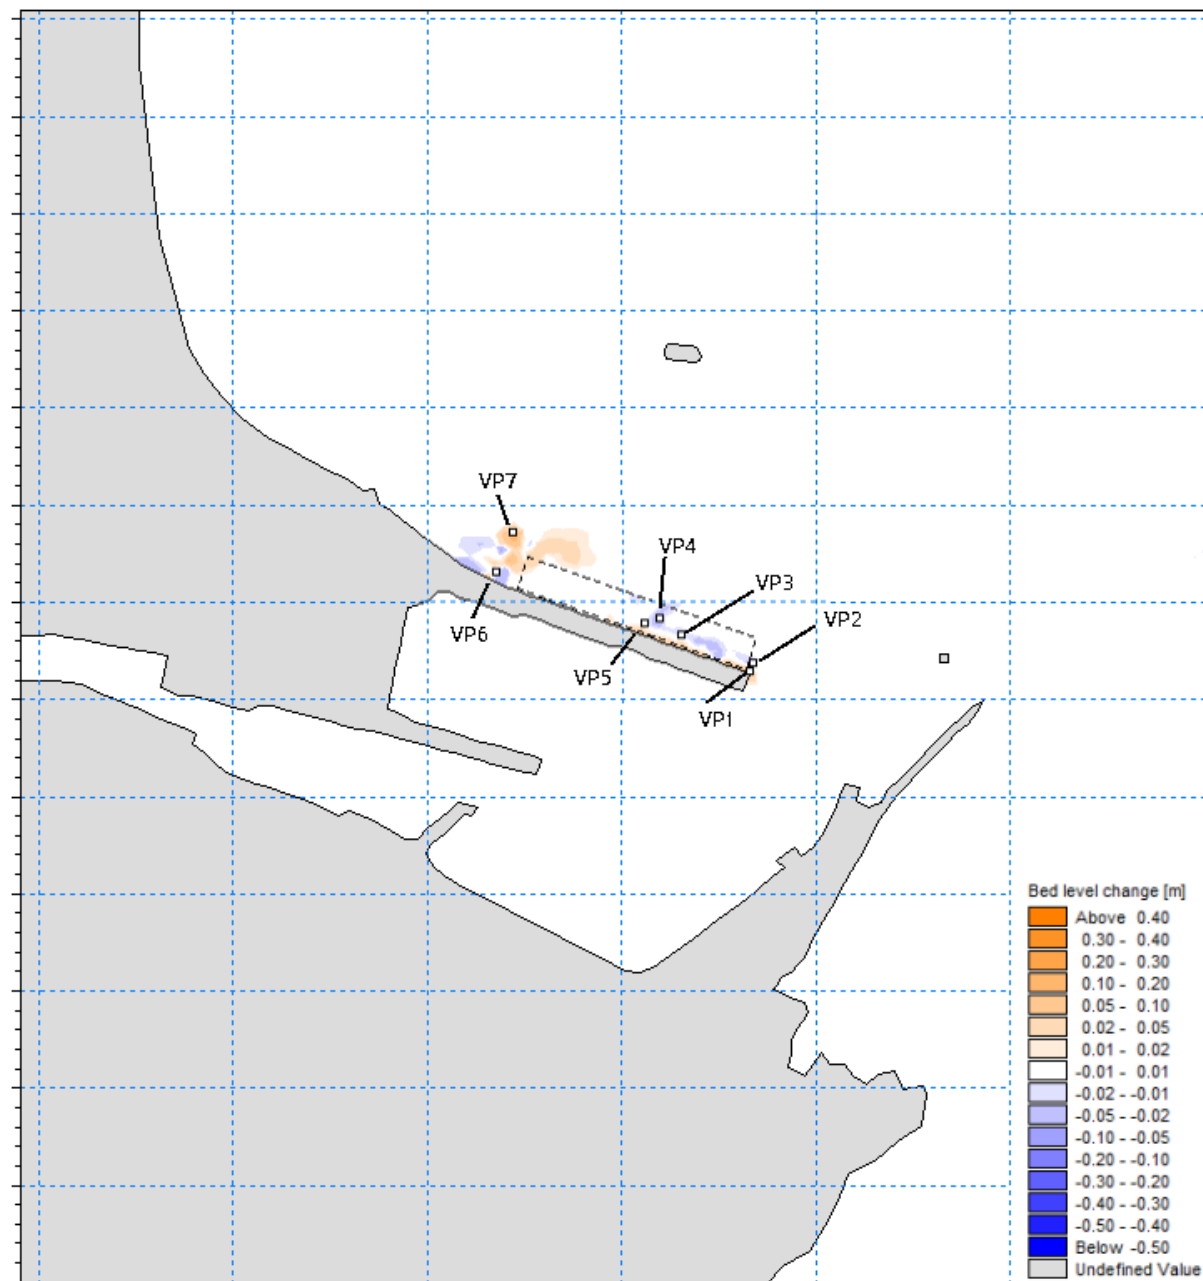 VP7
VP4
VP3
VP2
VP6
VP5
VP1
Bed level change [m]
Above 0.40
0.30 - 0.40
0.20 - 0.30
0.10 - 0.20
0.05 - 0.10
0.02 - 0.05
0.01 - 0.02
-0.01 - 0.01
-0.02 - -0.01
-0.05 - -0.02
-0.10 - -0.05
-0.20 - -0.10
-0.30 - -0.20
-0.40 - -0.30
-0.50 - -0.40
Below -0.50
Undefined Value